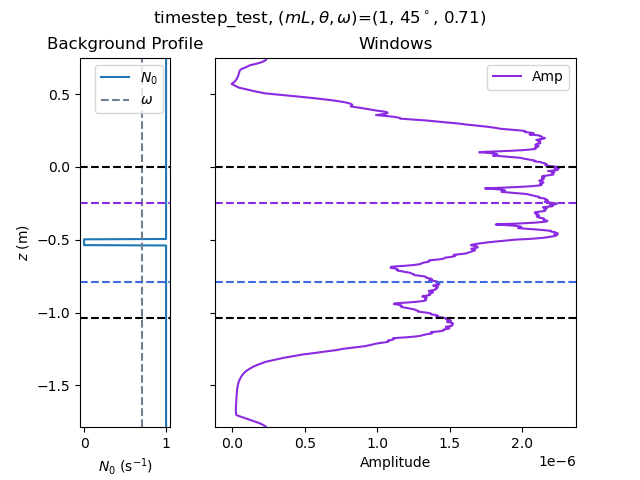 timestep_test, (mL, θ, ω)=(1, 45°, 0.71)
Background Profile
Windows
N₀
ω
Amp
0.5
0.0
−0.5
−1.0
−1.5
z (m)
0 1
0.0 0.5 1.0 1.5 2.0
1e−6
N₀ (s⁻¹)
Amplitude